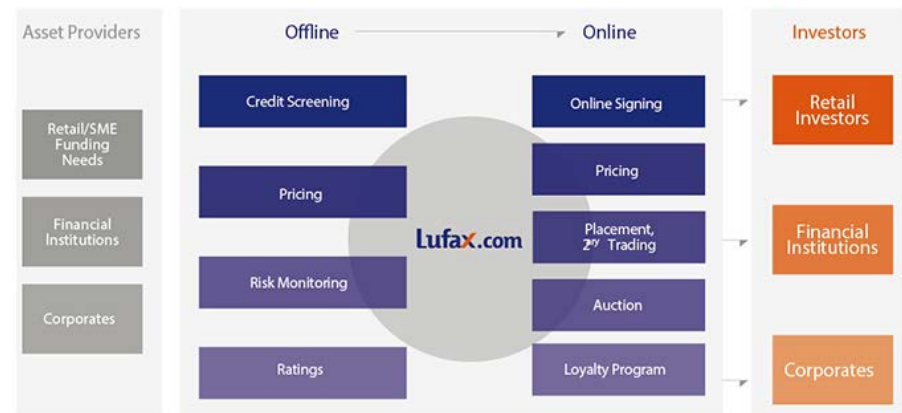 Asset Providers
Retail/SME
Funding
Needs
Financial
Institutions
Corporates
Offline
Online
Credit Screening
Pricing
Risk Monitoring
Ratings
Lufax.com
Online Signing
Pricing
Placement,
2ry Trading
Auction
Loyalty Program
Investors
Retail
Investors
Financial
Institutions
Corporates